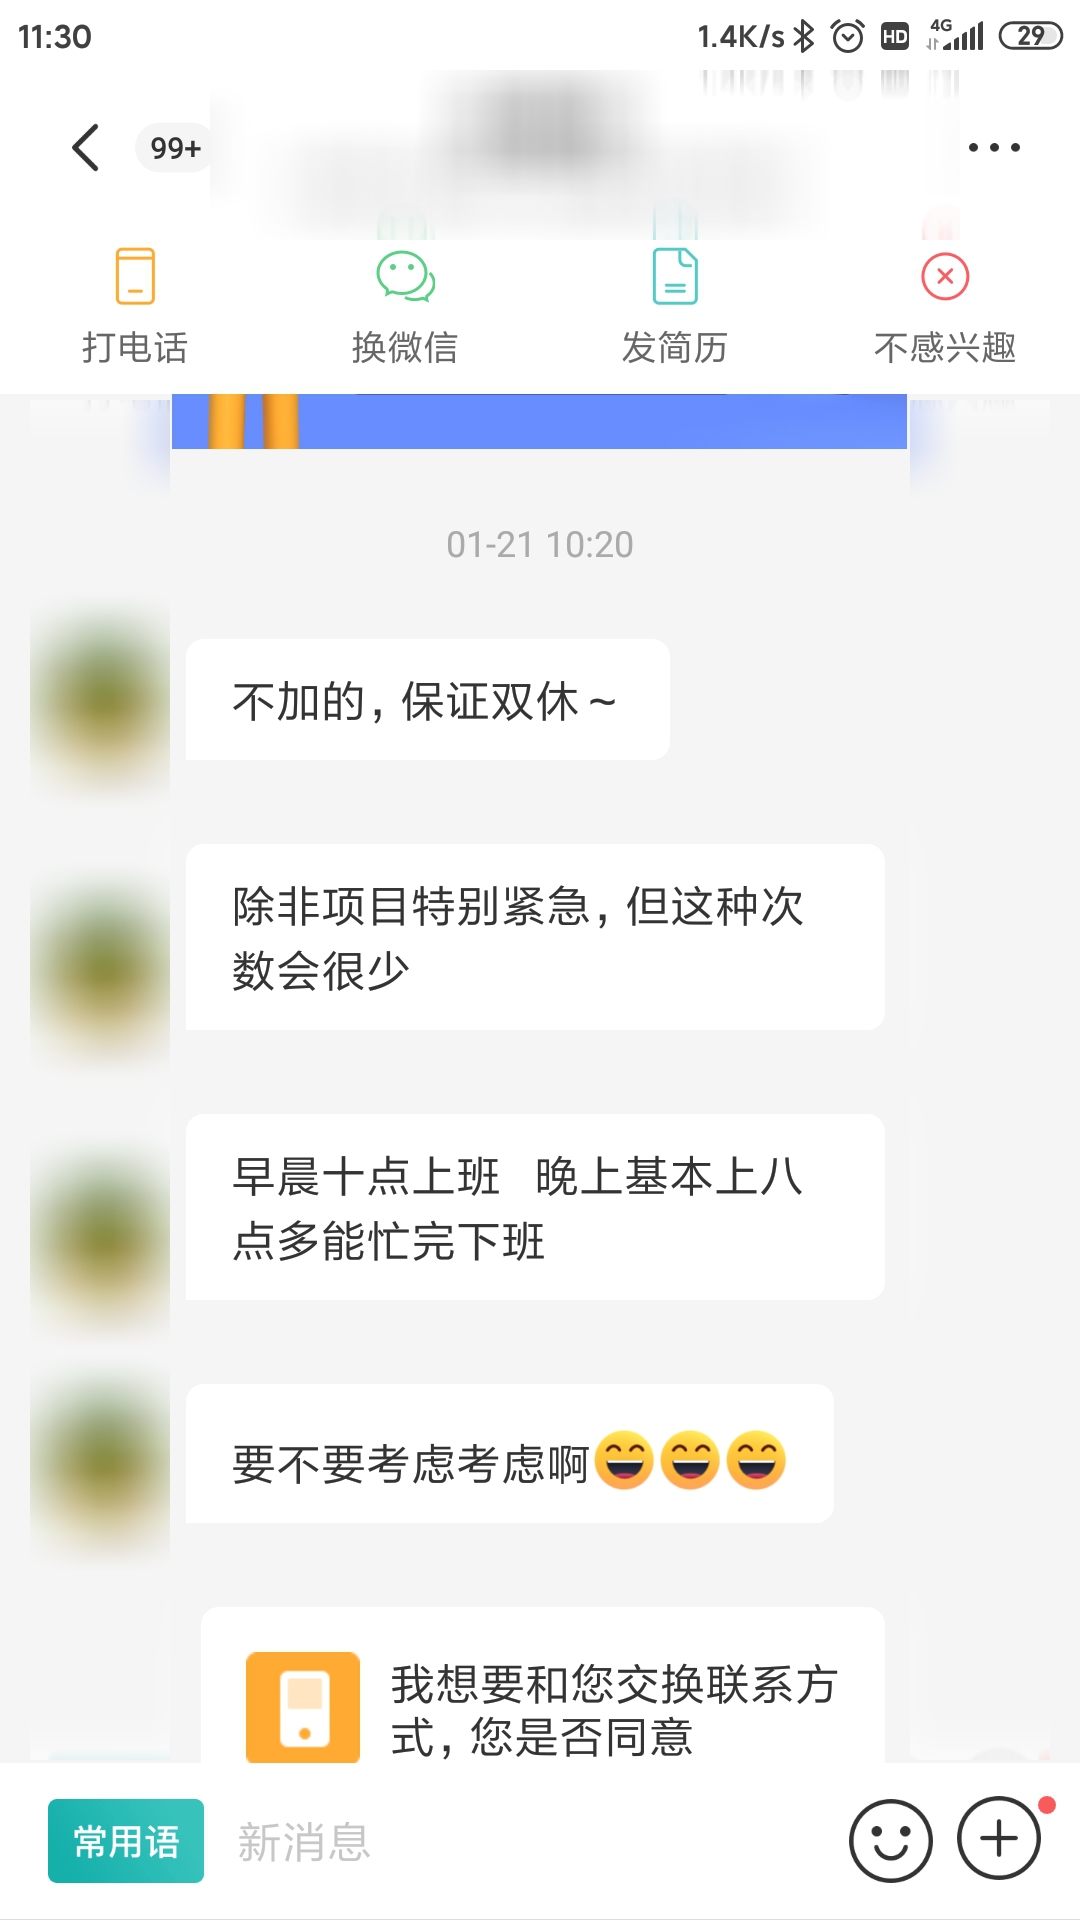 11:30
1.4K/s HD 4G 29
99+
打电话 换微信 发简历 不感兴趣
01-21 10:20
不加的，保证双休~
除非项目特别紧急，但这种次
数会很少
早晨十点上班 晚上基本上八
点多能忙完下班
要不要考虑考虑啊😄😄😄
我想要和您交换联系方
式，您是否同意
常用语 新消息